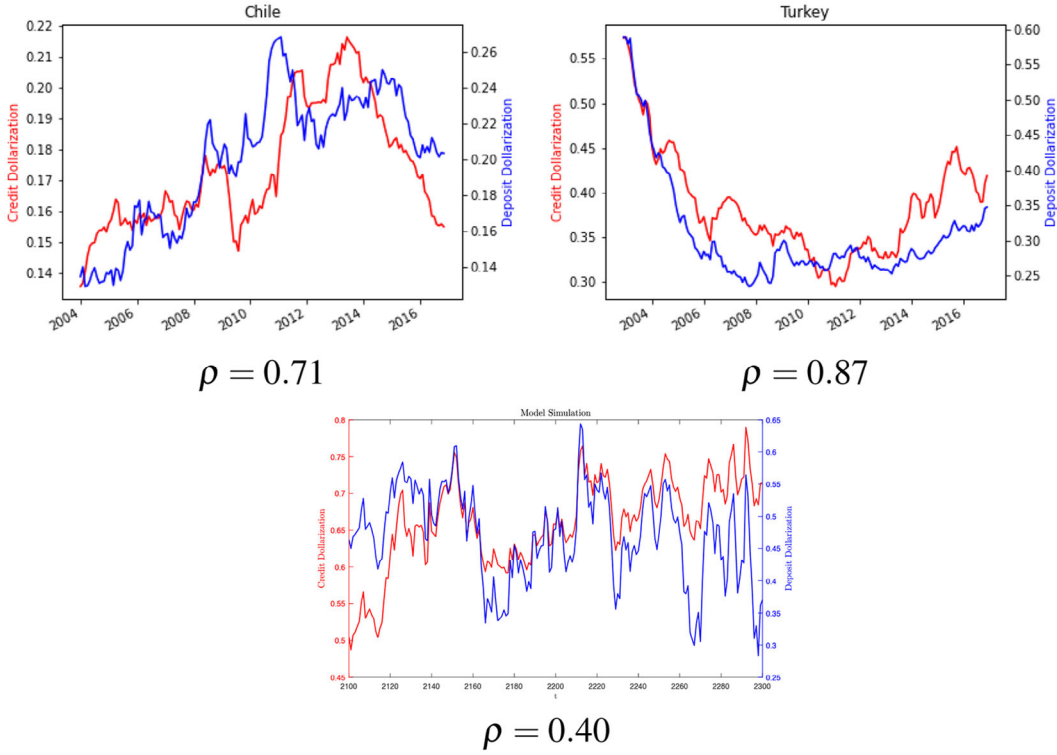 Chile
0.22
0.21
0.20
0.19
0.18
0.17
0.16
0.15
0.14
Credit Dollarization
0.26
0.24
0.22
0.20
0.18
0.16
0.14
Deposit Dollarization
2004 2006 2008 2010 2012 2014 2016
ρ = 0.71
Turkey
0.55
0.50
0.45
0.40
0.35
0.30
Credit Dollarization
0.60
0.55
0.50
0.45
0.40
0.35
0.30
0.25
Deposit Dollarization
2004 2006 2008 2010 2012 2014 2016
ρ = 0.87
Model Simulation
0.8
0.7
0.65
0.6
0.55
0.5
0.45
Credit Dollarization
0.65
0.6
0.55
0.5
0.45
0.4
0.35
0.3
0.25
Deposit Dollarization
2100 2120 2140 2160 2180 2200 2220 2240 2260 2280 2300
t
ρ = 0.40